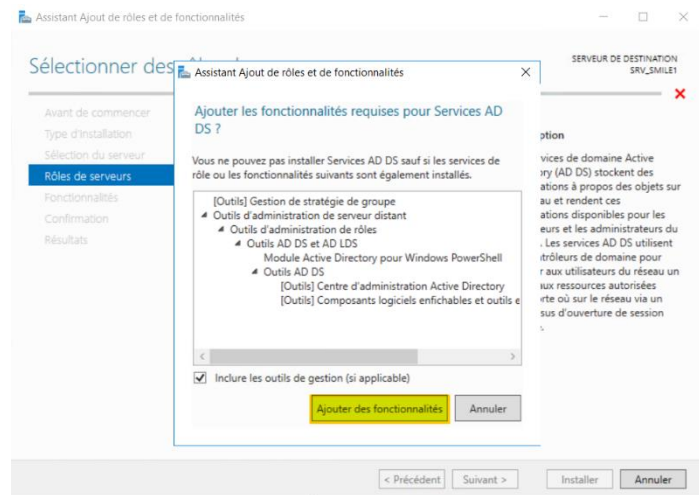 Assistant Ajout de rôles et de fonctionnalités
Sélectionner des
SERVEUR DE DESTINATION
SRV_SMILE1
Avant de commencer
Type d'installation
Sélection du serveur
Rôles de serveurs
Fonctionnalités
Confirmation
Résultats
Assistant Ajout de rôles et de fonctionnalités
Ajouter les fonctionnalités requises pour Services AD
DS ?
Vous ne pouvez pas installer Services AD DS sauf si les services de
rôle ou les fonctionnalités suivants sont également installés.
[Outils] Gestion de stratégie de groupe
Outils d'administration de serveur distant
Outils d'administration de rôles
Outils AD DS et AD LDS
Module Active Directory pour Windows PowerShell
Outils AD DS
[Outils] Centre d'administration Active Directory
[Outils] Composants logiciels enfichables et outils e
Inclure les outils de gestion (si applicable)
Ajouter des fonctionnalités
Annuler
ption
vices de domaine Active
ry (AD DS) stockent des
ations à propos des objets sur
au et rendent ces
ations disponibles pour les
eurs et les administrateurs du
. Les services AD DS utilisent
ntrôleurs de domaine pour
r aux utilisateurs du réseau un
aux ressources autorisées
rte où sur le réseau via un
sus d'ouverture de session
< Précédent
Suivant >
Installer
Annuler